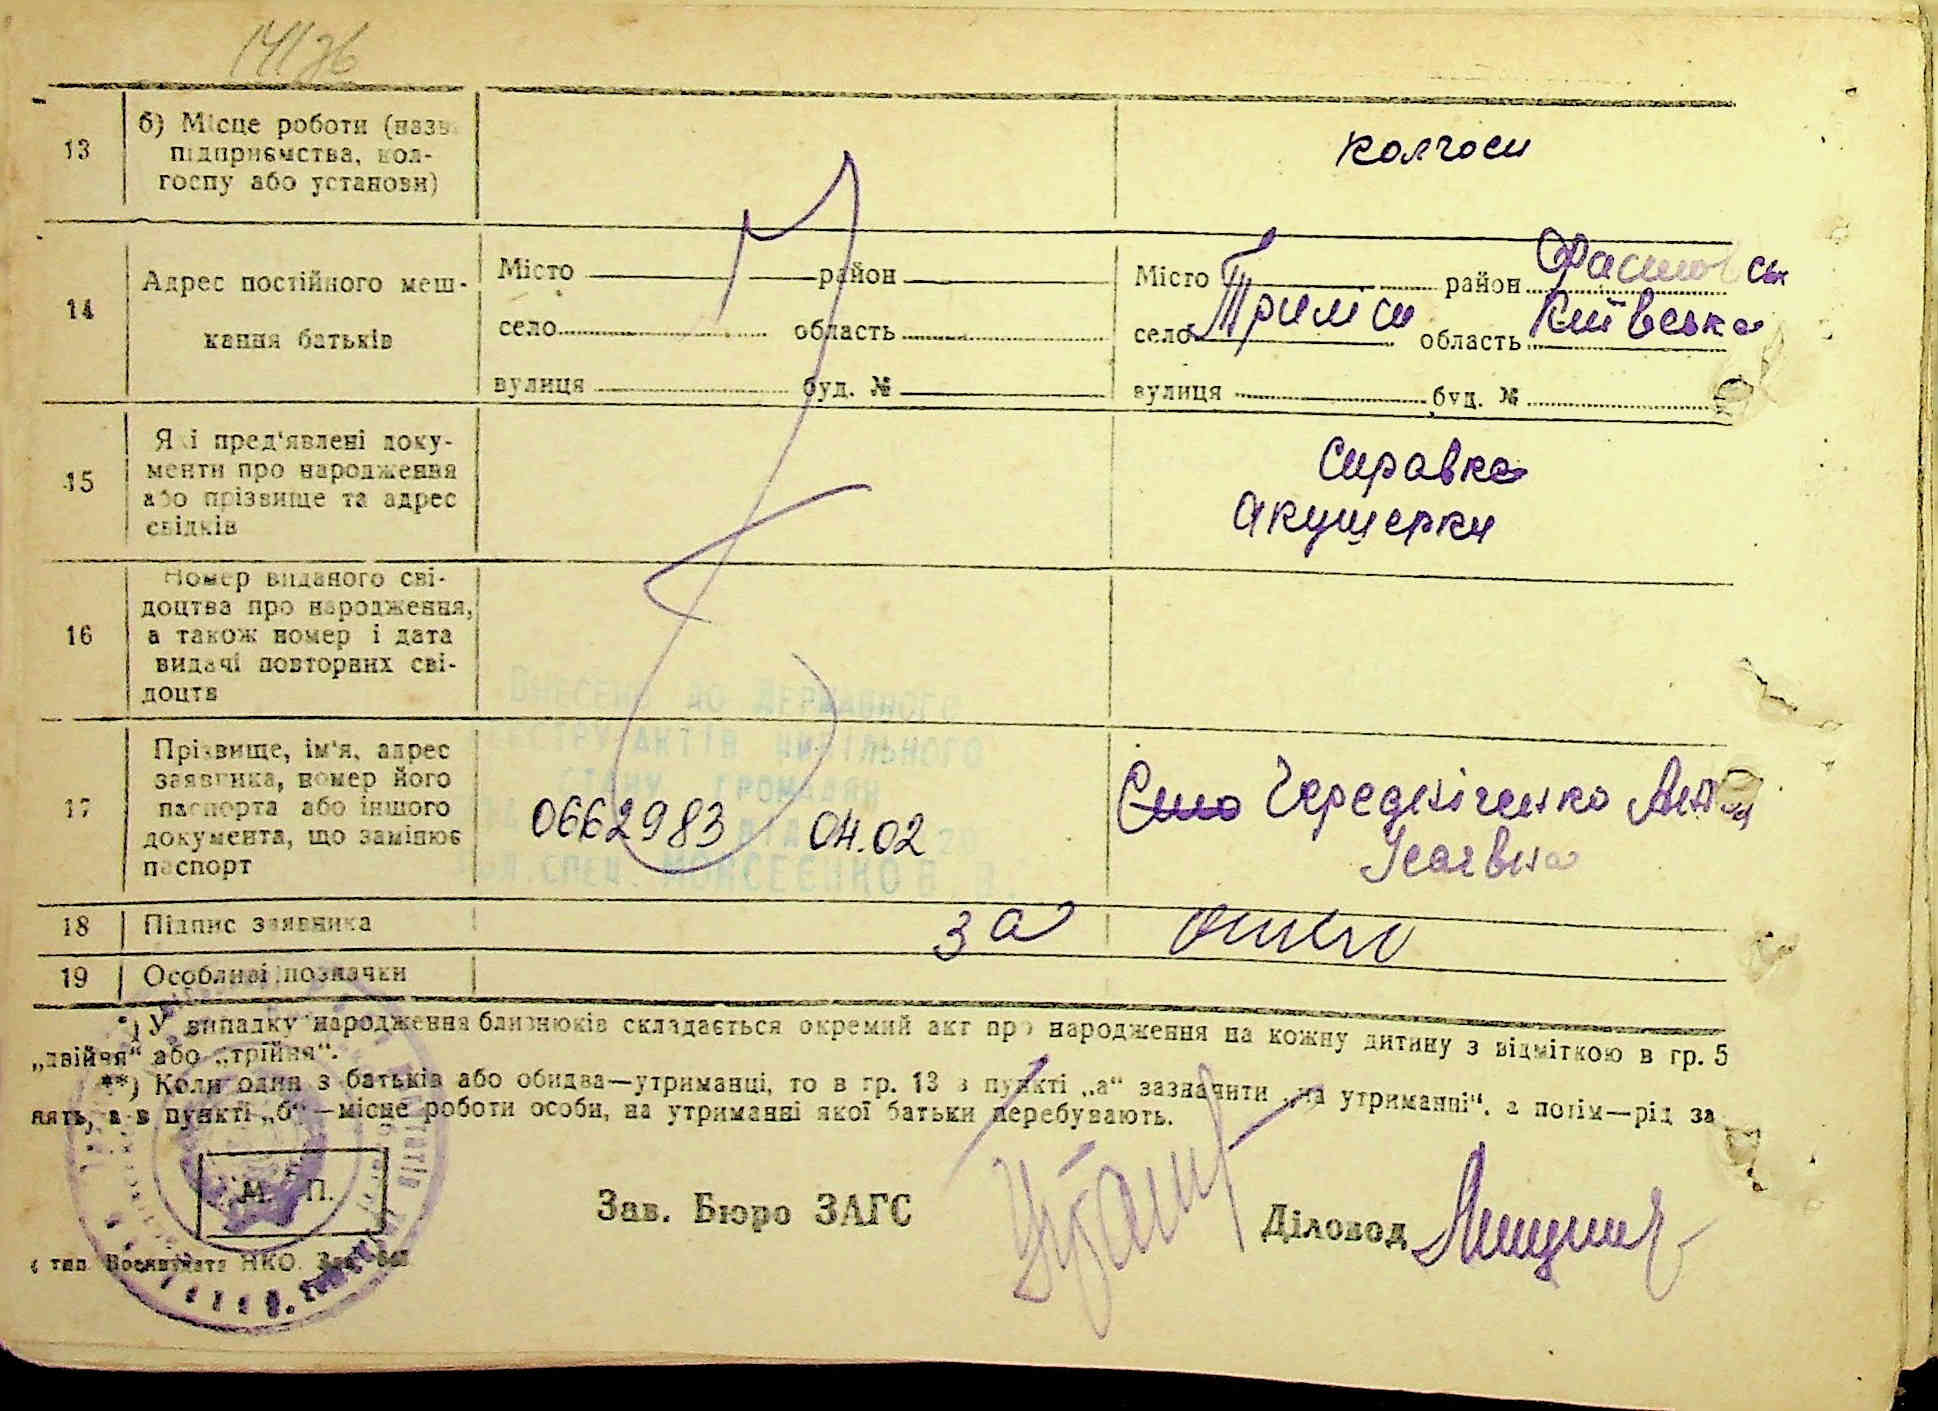 13
б) Місце роботи (назв
підприємства, кол-
госпу або установи)
колгосп
14
Адрес постійного меш-
кання батьків
Місто район
село область
вулиця буд. №
Місто район Фастовськ
село Триліси область Київська
вулиця буд. №
15
Які пред'явлені доку-
менти про народження
або прізвище та адрес
свідків
Справка
Акушерки
16
Номер виданого сві-
доцтва про народження,
а також номер і дата
видачі повторних сві-
доцтв
ВНЕСЕНО ДО ДЕРЖАВНОГО
РЕЄСТРУ АКТІВ ЦИВІЛЬНОГО
СТАНУ ГРОМАДЯН
СПЕЦ. МОЙСЕЄНКО В. В.
17
Прізвище, ім'я, адрес
заявника, номер його
паспорта або іншого
документа, що замінює
паспорт
0662983 04.02
Чередніченко
Ісаївна
18
Підпис заявника
за
19
Особливі позначки
*) У випадку народження близнюків складається окремий акт про народження на кожну дитину з відміткою в гр. 5
„двійня“ або „трійня“.
**) Коли один з батьків або обидва—утриманці, то в гр. 13 в пункті „а“ зазначити „на утриманні“, а потім—рід за
нять, а в пункті „б“—місце роботи особи, на утриманні якої батьки перебувають.
М. П.
Зав. Бюро ЗАГС
Діловод